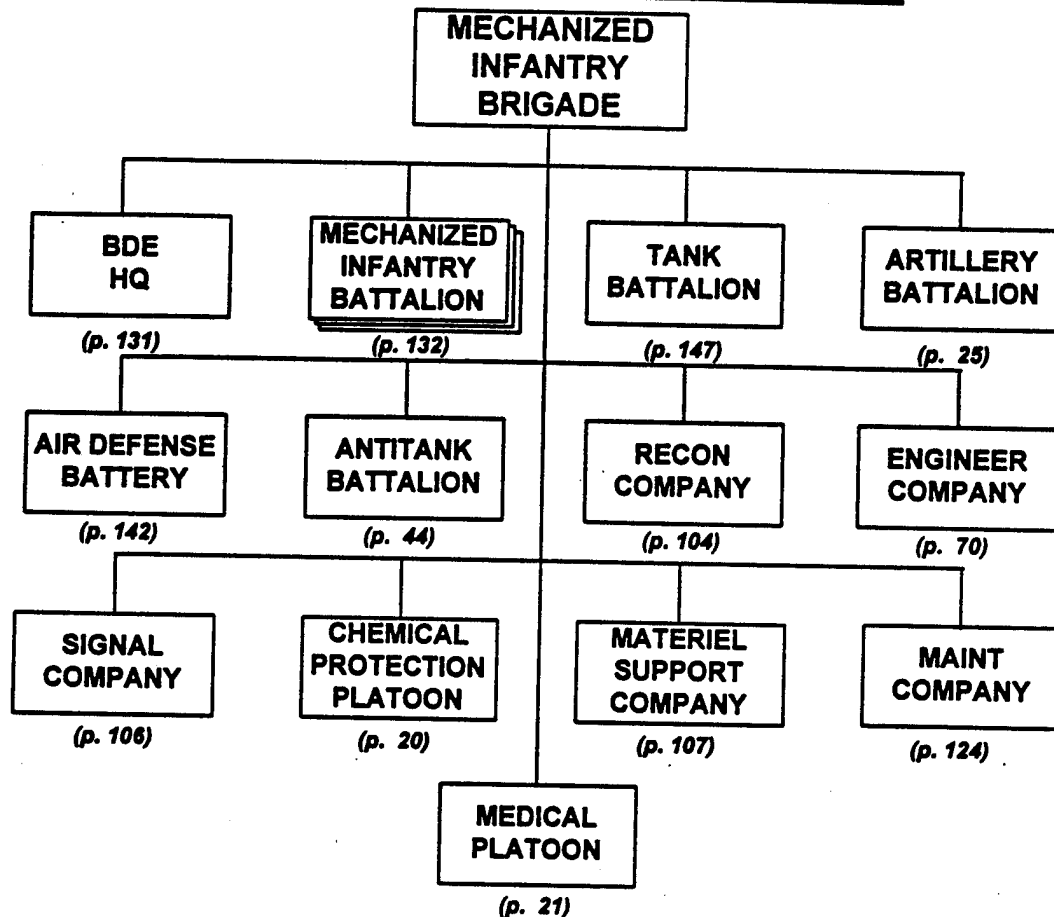 MECHANIZED
INFANTRY
BRIGADE
BDE
HQ
(p. 131)
MECHANIZED
INFANTRY
BATTALION
(p. 132)
TANK
BATTALION
(p. 147)
ARTILLERY
BATTALION
(p. 25)
AIR DEFENSE
BATTERY
(p. 142)
ANTITANK
BATTALION
(p. 44)
RECON
COMPANY
(p. 104)
ENGINEER
COMPANY
(p. 70)
SIGNAL
COMPANY
(p. 106)
CHEMICAL
PROTECTION
PLATOON
(p. 20)
MATERIEL
SUPPORT
COMPANY
(p. 107)
MAINT
COMPANY
(p. 124)
MEDICAL
PLATOON
(p. 21)